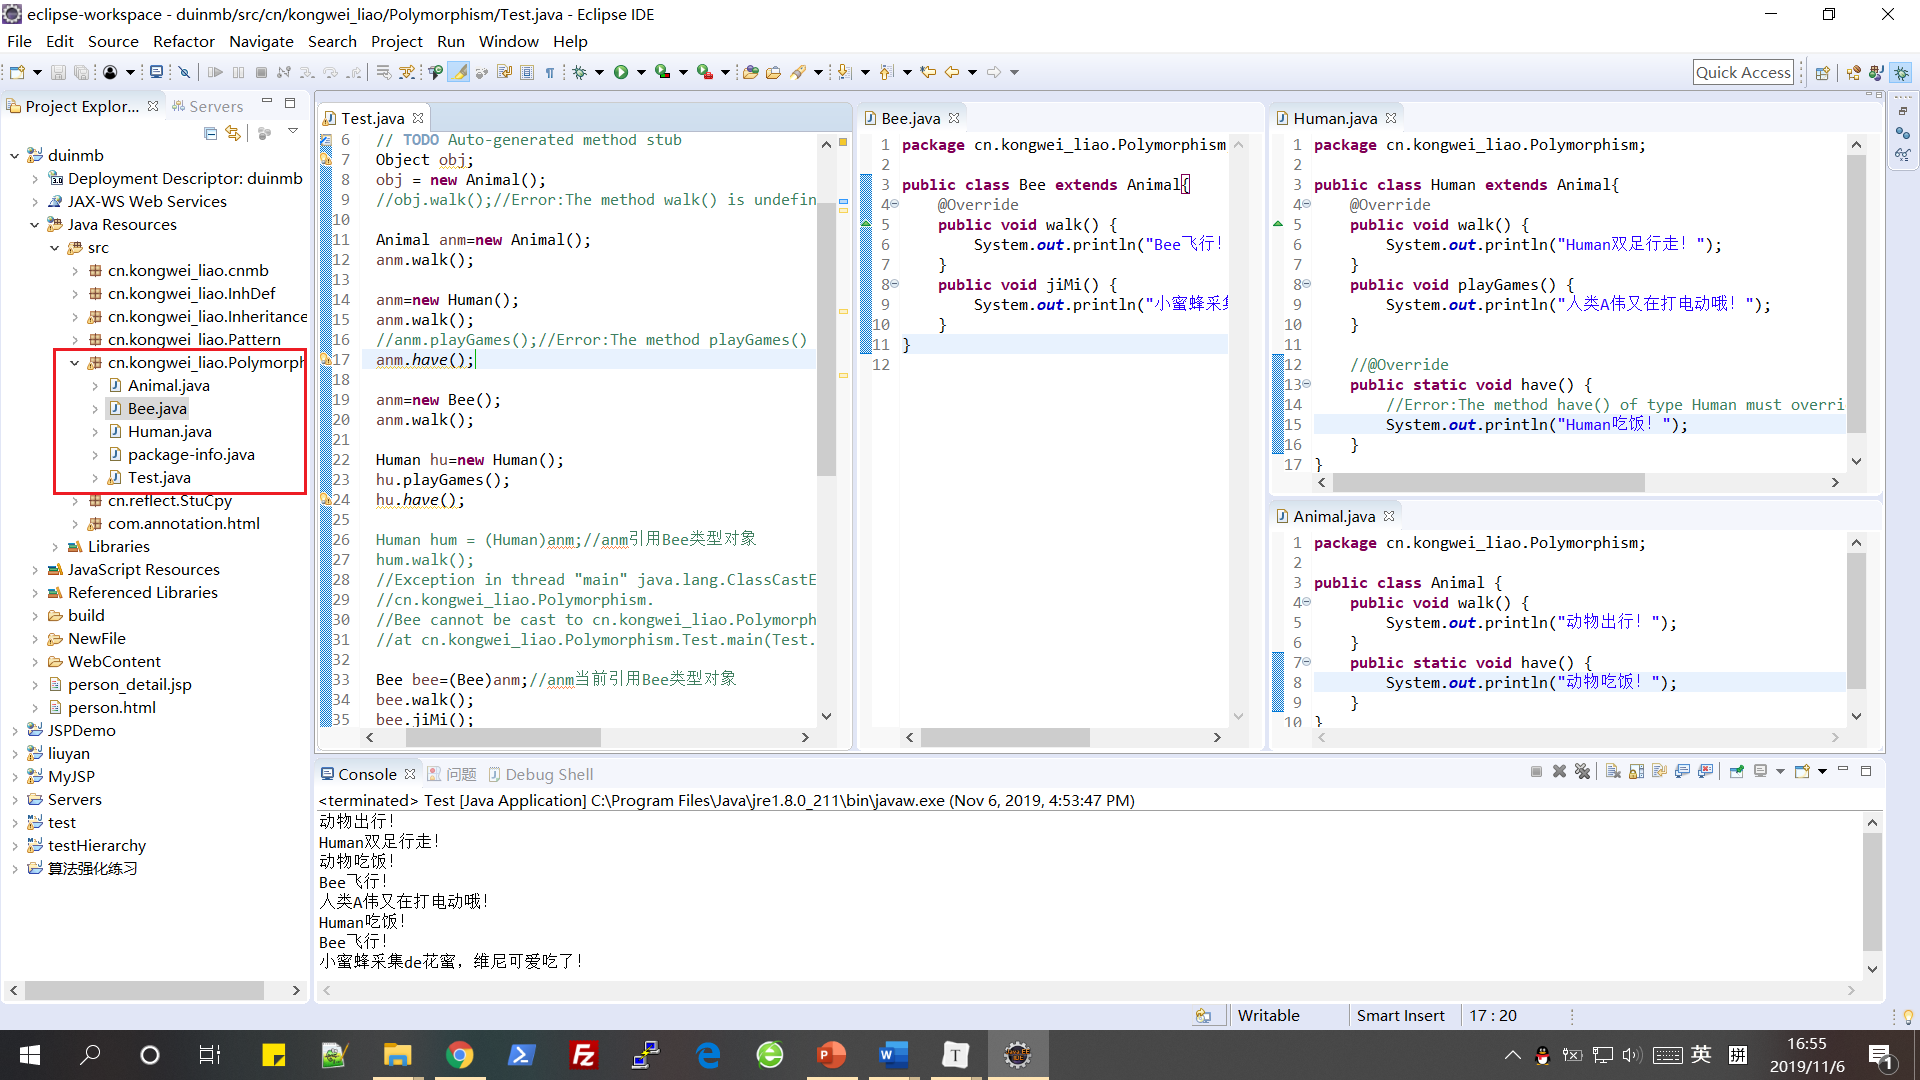 eclipse-workspace - duinmb/src/cn/kongwei_liao/Polymorphism/Test.java - Eclipse IDE
File Edit Source Refactor Navigate Search Project Run Window Help
Quick Access
Project Explor...
Servers
duinmb
Deployment Descriptor: duinmb
JAX-WS Web Services
Java Resources
src
cn.kongwei_liao.cnmb
cn.kongwei_liao.InhDef
cn.kongwei_liao.Inheritance
cn.kongwei_liao.Pattern
cn.kongwei_liao.Polymorph
Animal.java
Bee.java
Human.java
package-info.java
Test.java
cn.reflect.StuCpy
com.annotation.html
Libraries
JavaScript Resources
Referenced Libraries
build
NewFile
WebContent
person_detail.jsp
person.html
JSPDemo
liuyan
MyJSP
Servers
test
testHierarchy
算法强化练习
Test.java
6 // TODO Auto-generated method stub
7 Object obj;
8 obj = new Animal();
9 //obj.walk();//Error:The method walk() is undefin
10
11 Animal anm=new Animal();
12 anm.walk();
13
14 anm=new Human();
15 anm.walk();
16 //anm.playGames();//Error:The method playGames()
17 anm.have();
18
19 anm=new Bee();
20 anm.walk();
21
22 Human hu=new Human();
23 hu.playGames();
24 hu.have();
25
26 Human hum = (Human)anm;//anm引用Bee类型对象
27 hum.walk();
28 //Exception in thread "main" java.lang.ClassCastE
29 //cn.kongwei_liao.Polymorphism.
30 //Bee cannot be cast to cn.kongwei_liao.Polymorph
31 //at cn.kongwei_liao.Polymorphism.Test.main(Test.
32
33 Bee bee=(Bee)anm;//anm当前引用Bee类型对象
34 bee.walk();
35 bee.jiMi();
Bee.java
1 package cn.kongwei_liao.Polymorphism
2
3 public class Bee extends Animal{
4 @Override
5 public void walk() {
6 System.out.println("Bee飞行!
7 }
8 public void jiMi() {
9 System.out.println("小蜜蜂采集
10 }
11 }
12
Human.java
1 package cn.kongwei_liao.Polymorphism;
2
3 public class Human extends Animal{
4 @Override
5 public void walk() {
6 System.out.println("Human双足行走! ");
7 }
8 public void playGames() {
9 System.out.println("人类A伟又在打电动哦! ");
10 }
11
12 //@Override
13 public static void have() {
14 //Error:The method have() of type Human must overri
15 System.out.println("Human吃饭! ");
16 }
17 }
Animal.java
1 package cn.kongwei_liao.Polymorphism;
2
3 public class Animal {
4 public void walk() {
5 System.out.println("动物出行! ");
6 }
7 public static void have() {
8 System.out.println("动物吃饭! ");
9 }
10 }
Console 问题 Debug Shell
<terminated> Test [Java Application] C:\Program Files\Java\jre1.8.0_211\bin\javaw.exe (Nov 6, 2019, 4:53:47 PM)
动物出行!
Human双足行走!
动物吃饭!
Bee飞行!
人类A伟又在打电动哦!
Human吃饭!
Bee飞行!
小蜜蜂采集de花蜜，维尼可爱吃了!
Writable Smart Insert 17 : 20
英 拼
16:55
2019/11/6
1